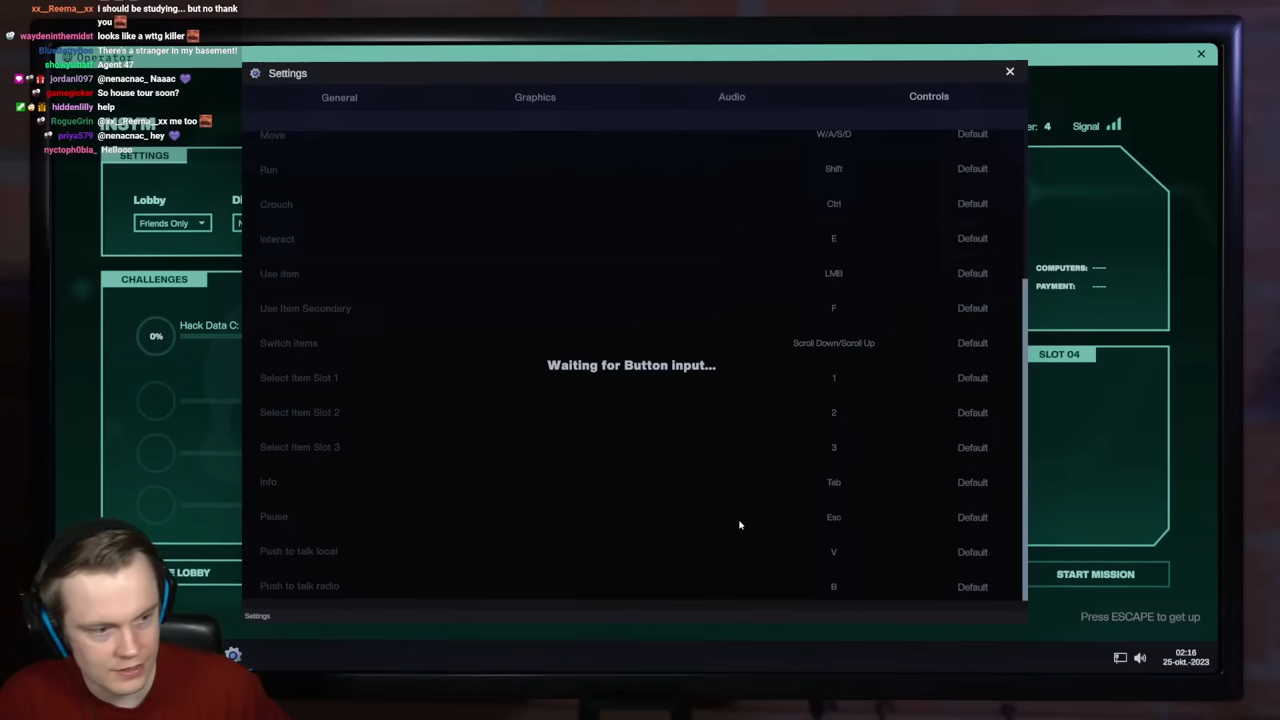 xx__Reema__xx I should be studying... but no thank
you
waydeninthemidst looks like a wttg killer
There's a stranger in my basement!
showywharf Agent 47
jordanl097 @nenacnac_ Naaac
gamegicker So house tour soon?
hiddenlilly help
RogueGrin @xx__Reema__xx me too
priya579 @nenacnac_ hey
nyctoph0bia_ Hellooo
Operator
SETTINGS
Lobby
Friends Only
CHALLENGES
0%
Hack Data C:
LOBBY
Settings
General Graphics Audio Controls
Move W/A/S/D Default
Run Shift Default
Crouch Ctrl Default
Interact E Default
Use item LMB Default
Use Item Secondary F Default
Switch items Scroll Down/Scroll Up Default
Waiting for Button input...
Select Item Slot 1 1 Default
Select Item Slot 2 2 Default
Select Item Slot 3 3 Default
Info Tab Default
Pause Esc Default
Push to talk local V Default
Push to talk radio B Default
Settings
er: 4 Signal
COMPUTERS: ----
PAYMENT: ----
SLOT 04
START MISSION
Press ESCAPE to get up
02:16
25-okt.-2023